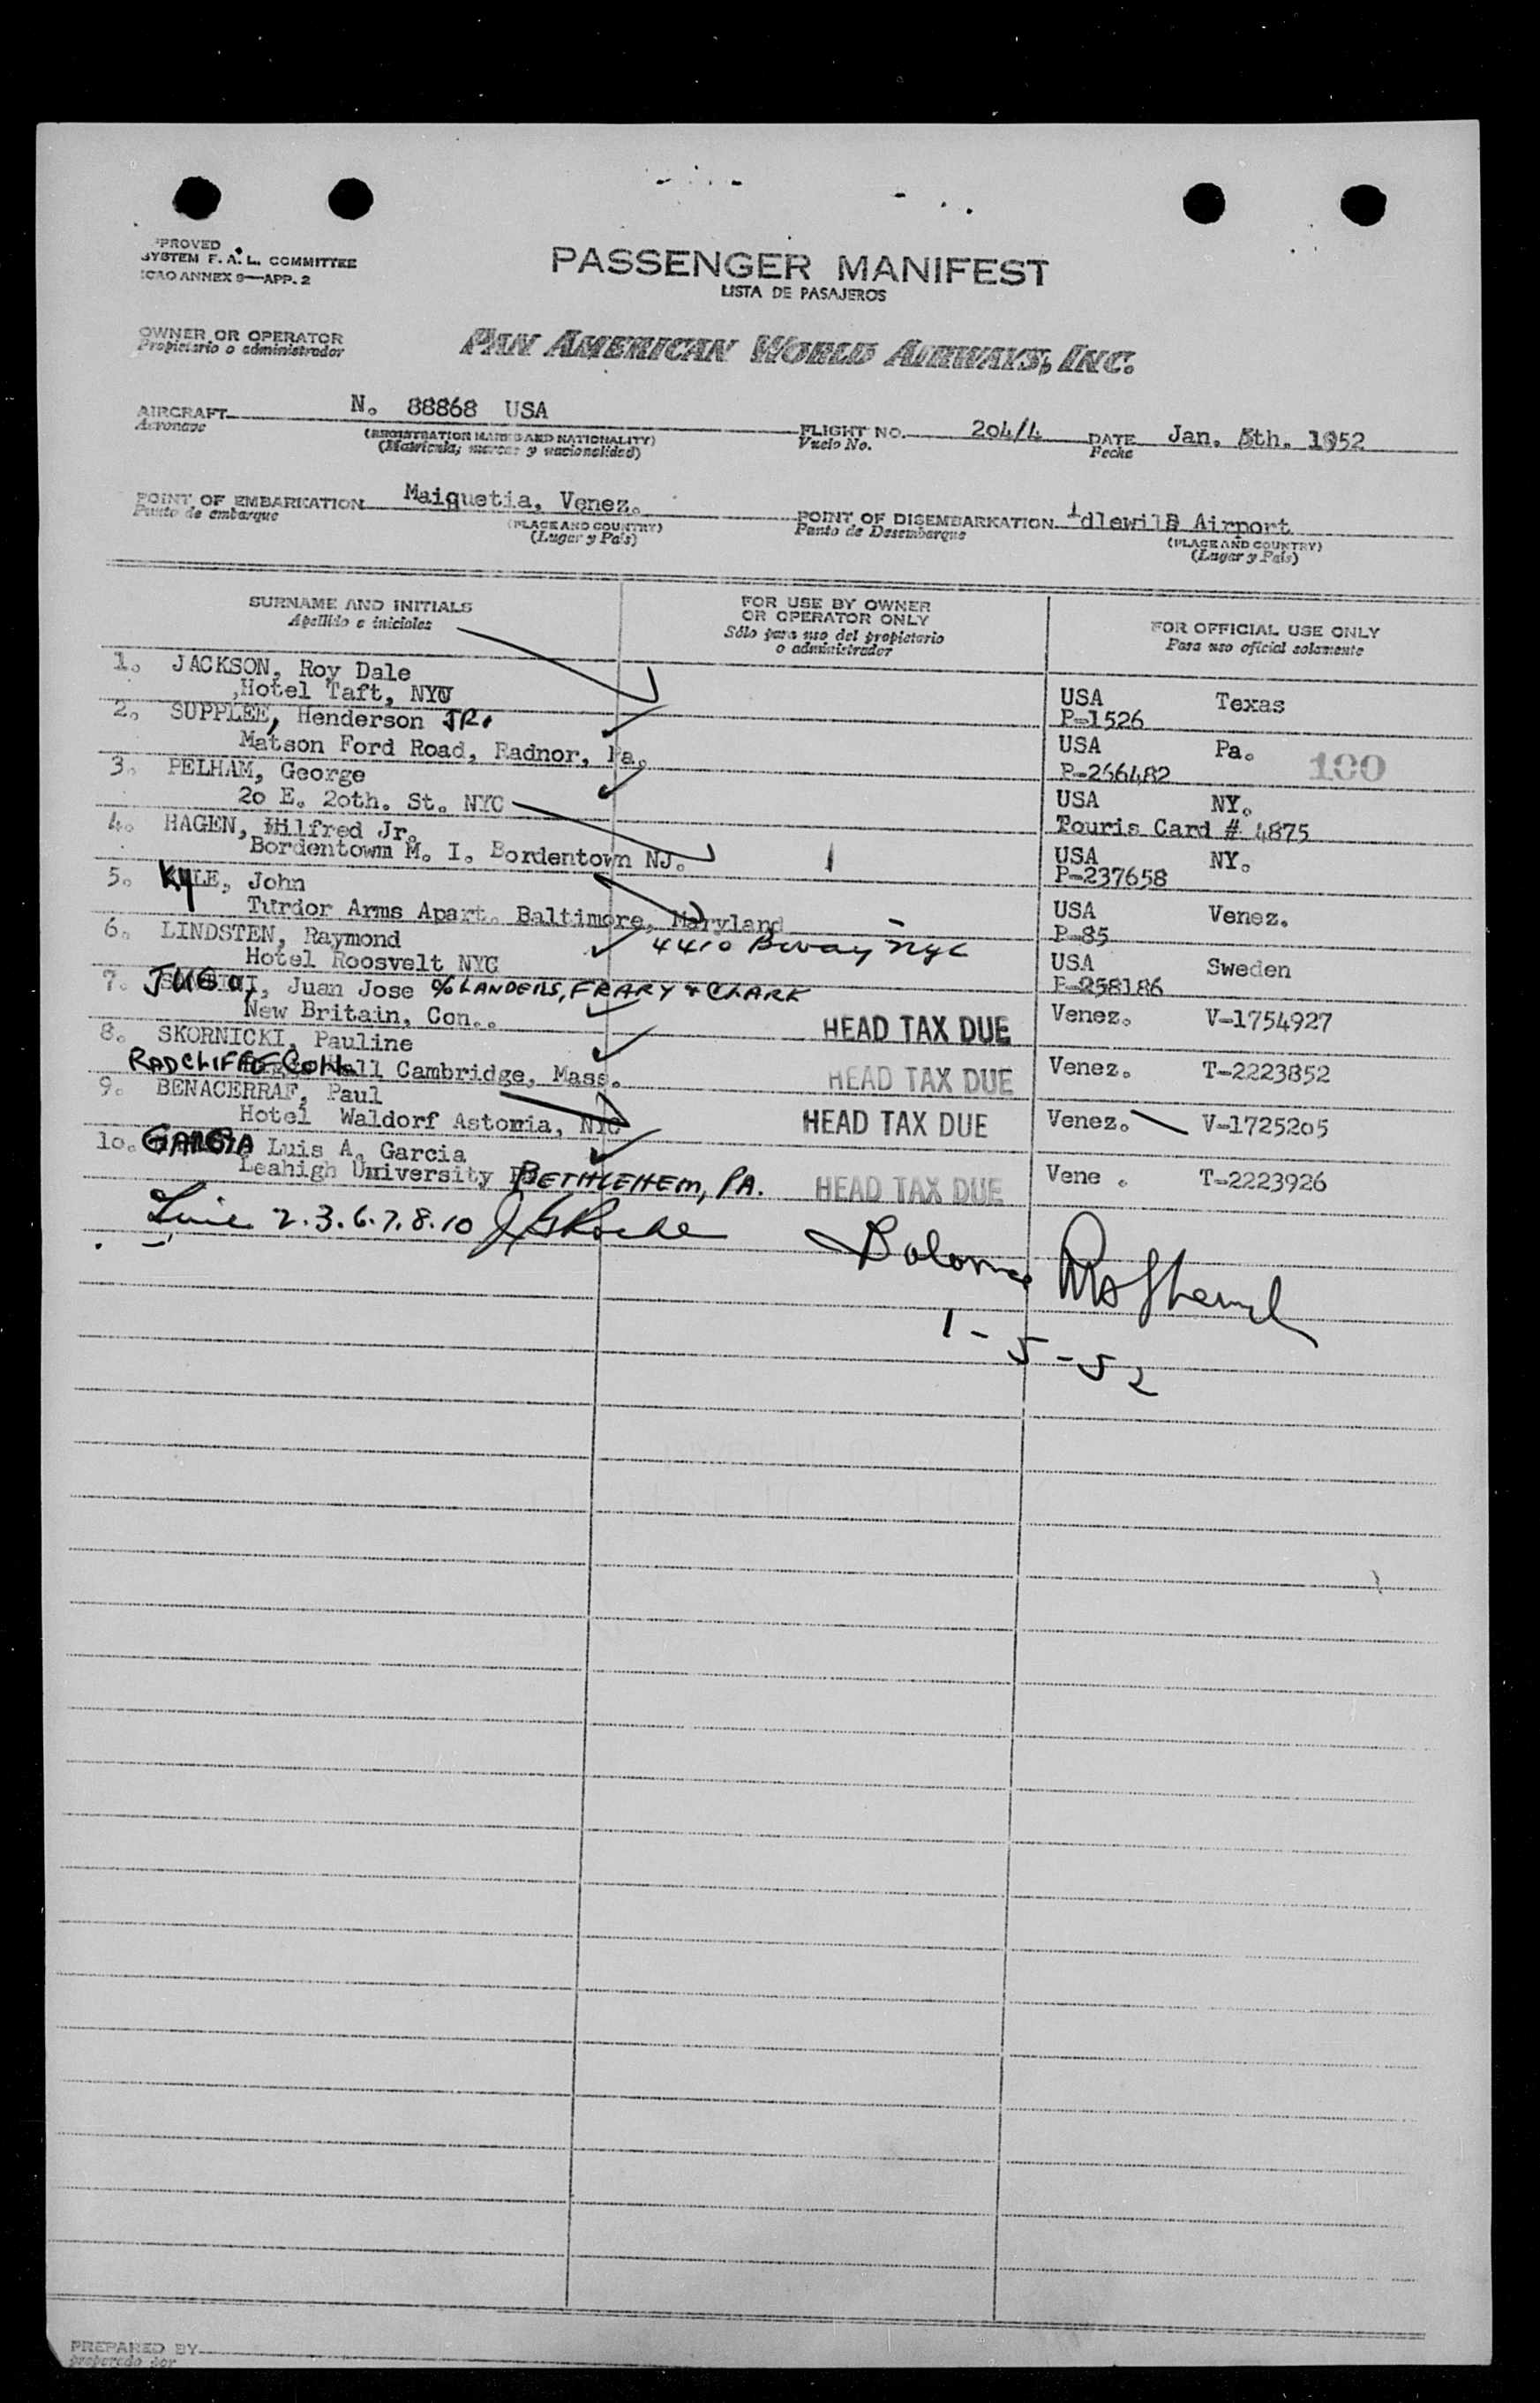 PROVED
SYSTEM F. A. L. COMMITTEE
ICAO ANNEX 9—APP. 2
PASSENGER MANIFEST
LISTA DE PASAJEROS
OWNER OR OPERATOR
Propietario o administrador
PAN AMERICAN WORLD AIRWAYS, INC.
AIRCRAFT N. 88868 USA
Aeronave
(REGISTRATION MARKS AND NATIONALITY)
(Matricula, marcas y nacionalidad)
FLIGHT NO. 204/4 DATE Jan. 5th. 1952
Vuelo No. Fecha
POINT OF EMBARKATION Maiquetia, Venez.
Punto de embarque
(PLACE AND COUNTRY)
(Lugar y País)
POINT OF DISEMBARKATION Idlewild Airport
Punto de Desembarque
(PLACE AND COUNTRY)
(Lugar y País)
SURNAME AND INITIALS
Apellido e iniciales
FOR USE BY OWNER
OR OPERATOR ONLY
Sólo para uso del propietario
o administrador
FOR OFFICIAL USE ONLY
Para uso oficial solamente
1. JACKSON, Roy Dale
Hotel Taft, NYC
USA Texas
P-1526
2. SUPPLEE, Henderson JR.
Matson Ford Road, Radnor, Pa.
USA Pa.
P-266482
100
3. PELHAM, George
20 E. 20th. St. NYC
USA NY.
Touris Card # 4875
4. HAGEN, Wilfred Jr.
Bordentowm M. I. Bordentown NJ.
USA NY.
P-237658
5. KyLE, John
Turdor Arms Apart. Baltimore, Maryland
USA Venez.
P-85
6. LINDSTEN, Raymond 4410 Bway NYC
Hotel Roosvelt NYC
USA Sweden
P-258186
7. JUGO, Juan Jose % LANDERS, FRARY & CLARK
New Britain, Con..
HEAD TAX DUE
Venez. V-1754927
8. SKORNICKI, Pauline
RADCLIFFE COLL Hall Cambridge, Mass.
HEAD TAX DUE
Venez. T-2223852
9. BENACERRAF, Paul
Hotel Waldorf Astoria, NYC
HEAD TAX DUE
Venez. V-1725205
10. GARCIA Luis A. Garcia
Leahigh University BETHLEHEM, PA.
HEAD TAX DUE
Vene . T-2223926
Line 2.3.6.7.8.10
Balance
1-5-52
PREPARED BY
preparado por